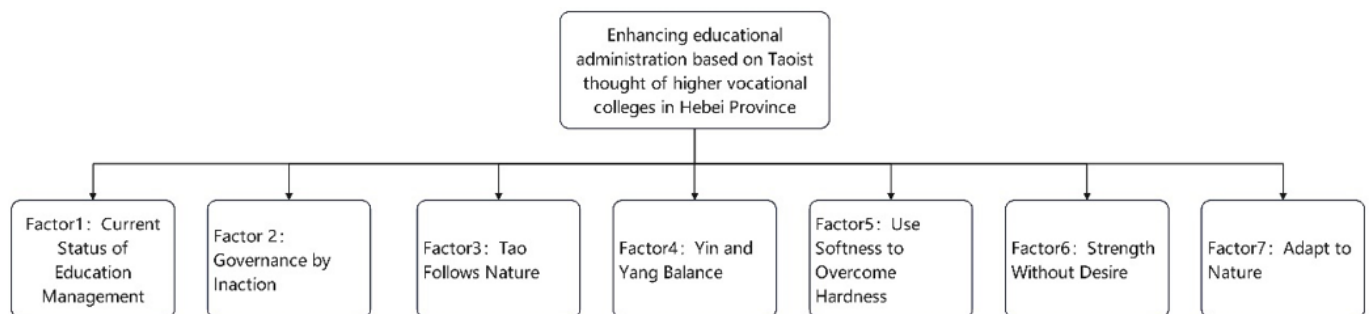 Enhancing educational
administration based on Taoist
thought of higher vocational
colleges in Hebei Province
Factor1：Current
Status of
Education
Management
Factor 2：
Governance by
Inaction
Factor3：Tao
Follows Nature
Factor4：Yin and
Yang Balance
Factor5：Use
Softness to
Overcome
Hardness
Factor6：Strength
Without Desire
Factor7：Adapt to
Nature